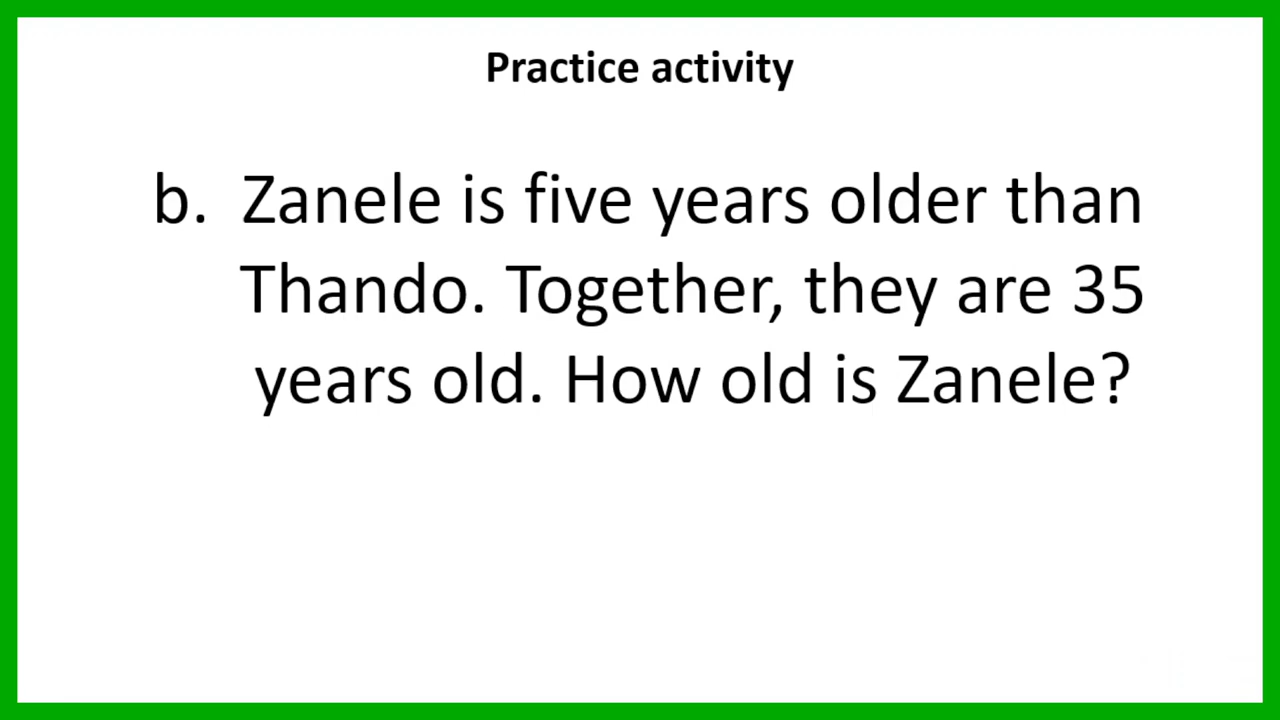 Practice activity
b. Zanele is five years older than
Thando. Together, they are 35
years old. How old is Zanele?